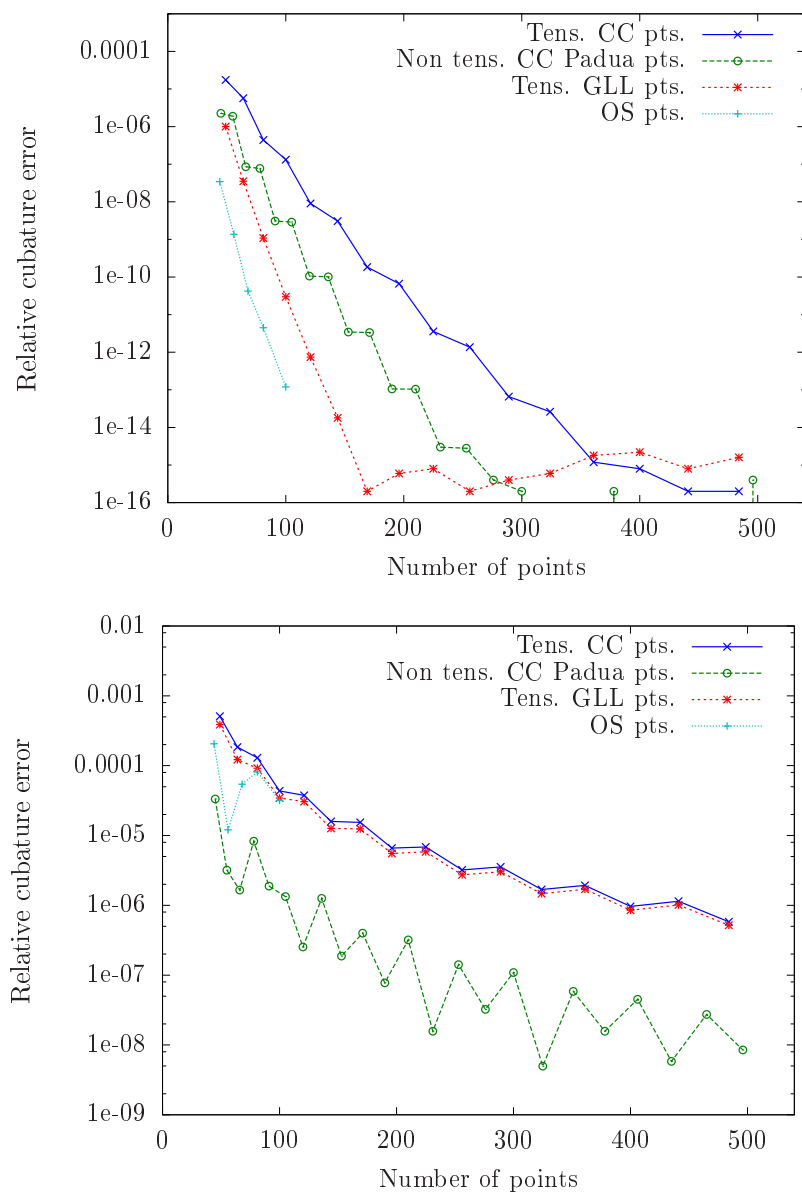 Tens. CC pts.
Non tens. CC Padua pts.
Tens. GLL pts.
OS pts.
0.0001
1e-06
1e-08
1e-10
1e-12
1e-14
1e-16
Relative cubature error
0 100 200 300 400 500
Number of points
Tens. CC pts.
Non tens. CC Padua pts.
Tens. GLL pts.
OS pts.
0.01
0.001
0.0001
1e-05
1e-06
1e-07
1e-08
1e-09
Relative cubature error
0 100 200 300 400 500
Number of points